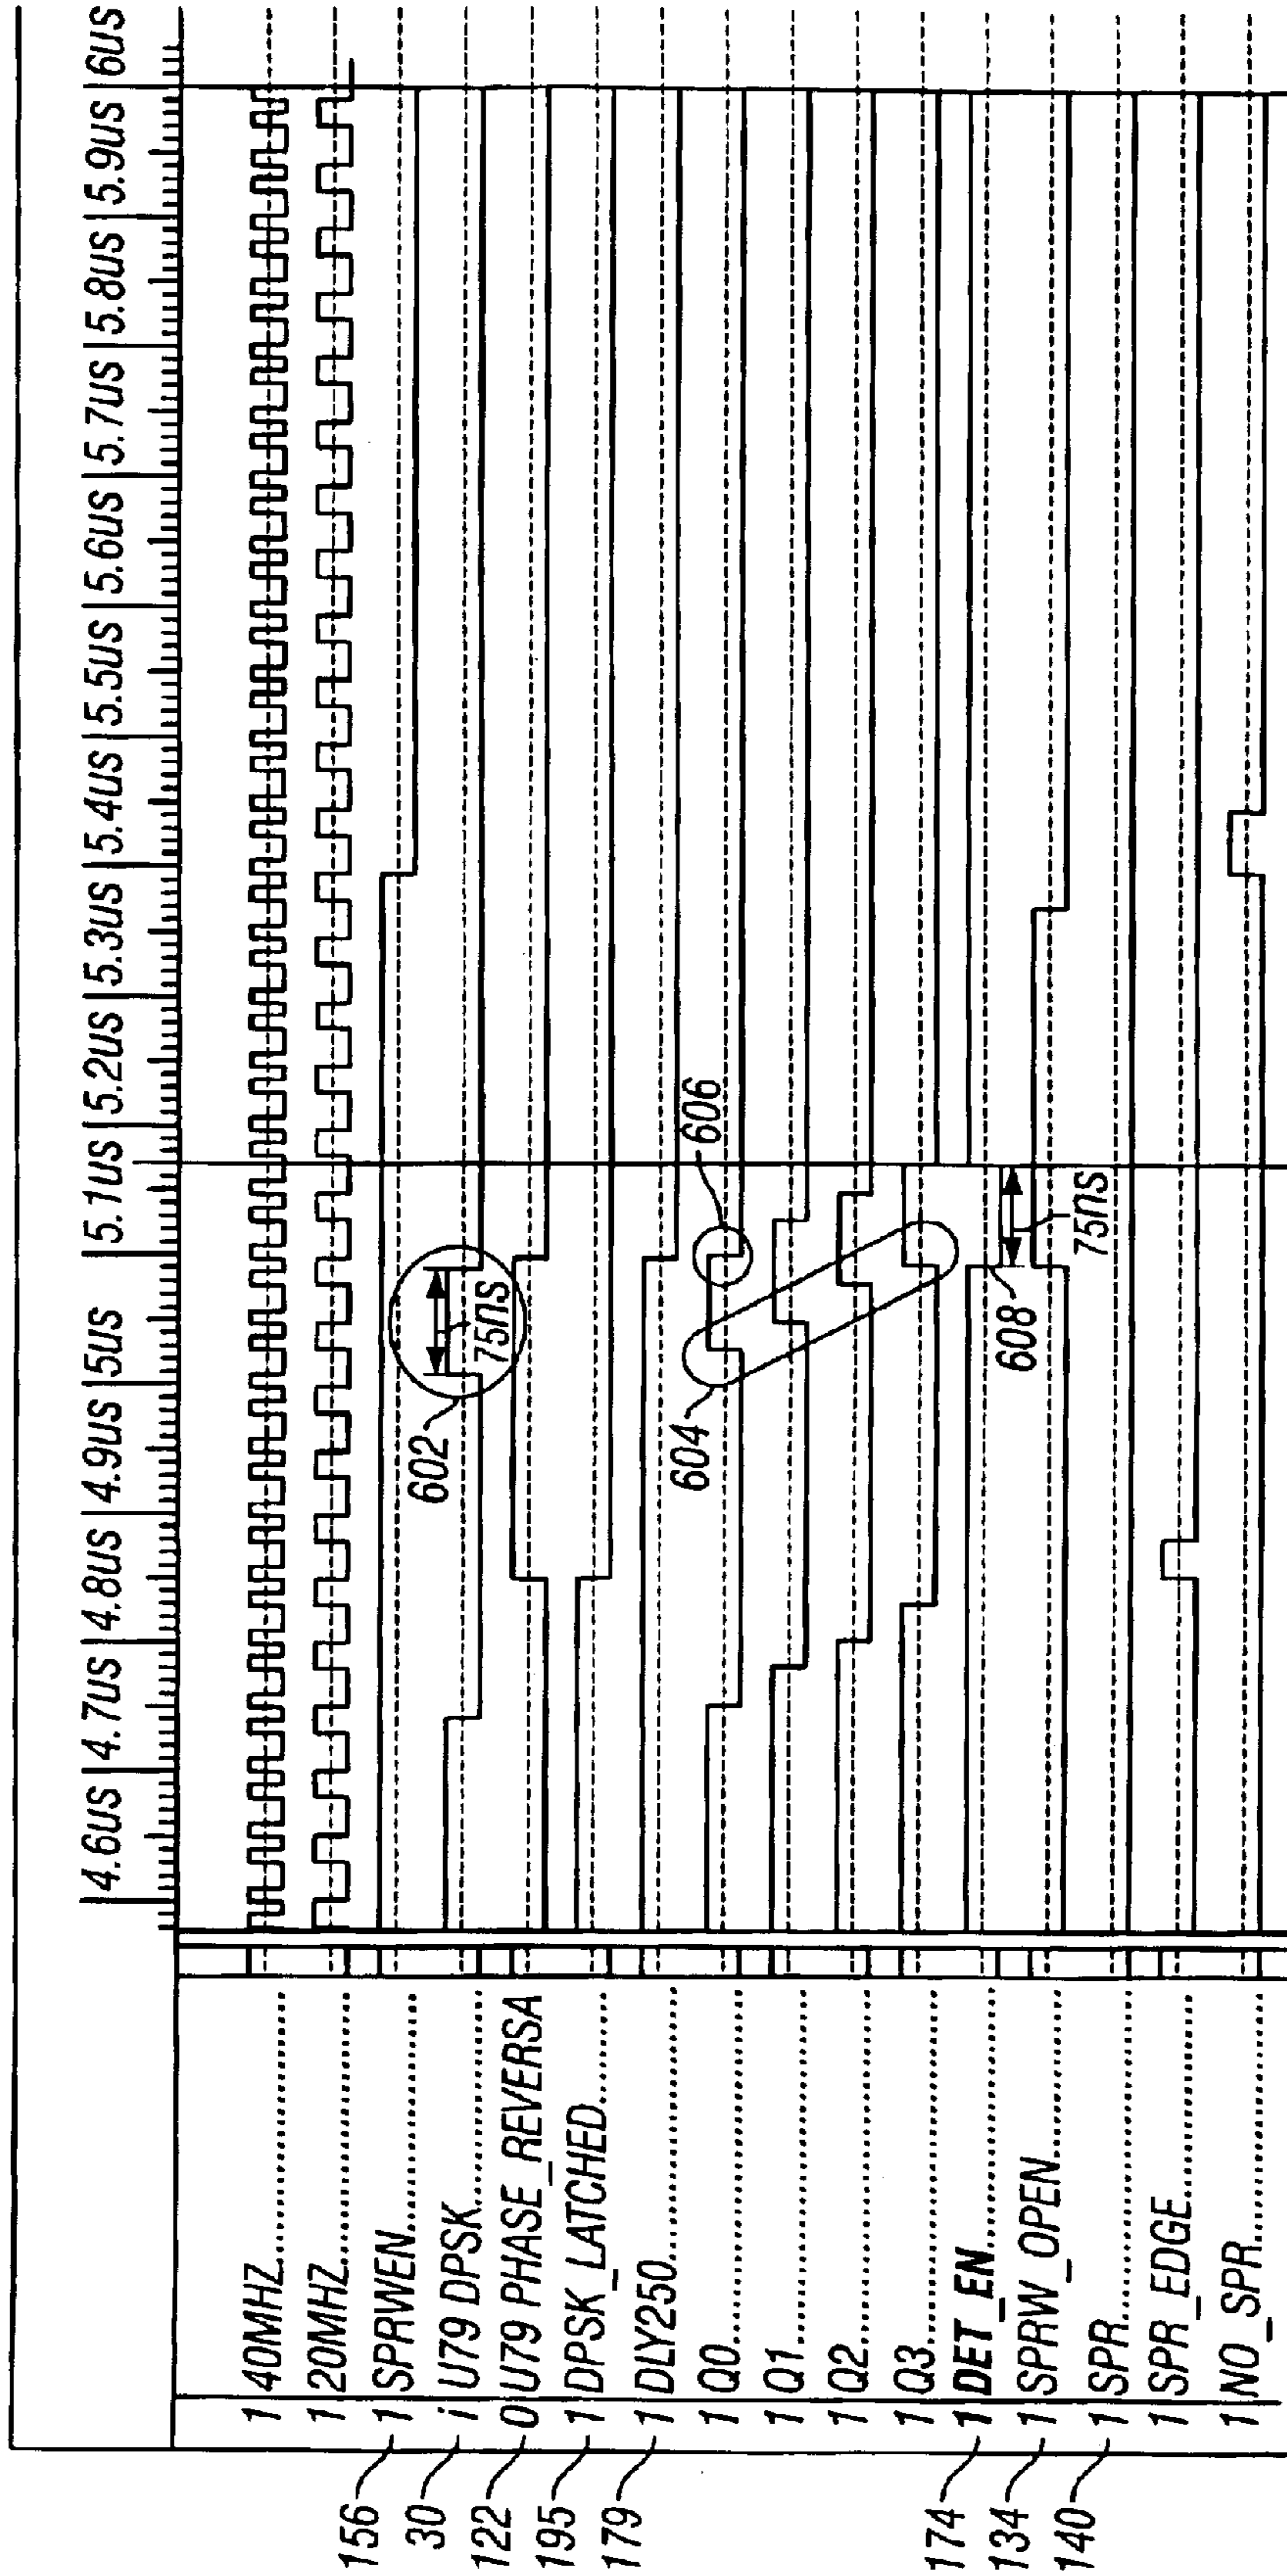 4.6us 4.7us 4.8us 4.9us 5us 5.1us 5.2us 5.3us 5.4us 5.5us 5.6us 5.7us 5.8us 5.9us 6us
1 40MHZ
1 20MHZ
156 1 SPRWEN
30 i U79 DPSK
122 0 U79 PHASE_REVERSA
195 1 DPSK_LATCHED
179 1 DLY250
1 Q0
1 Q1
1 Q2
1 Q3
174 1 DET_EN
134 1 SPRW_OPEN
140 1 SPR
1 SPR_EDGE
1 NO_SPR
602
75ns
604
606
608
75ns